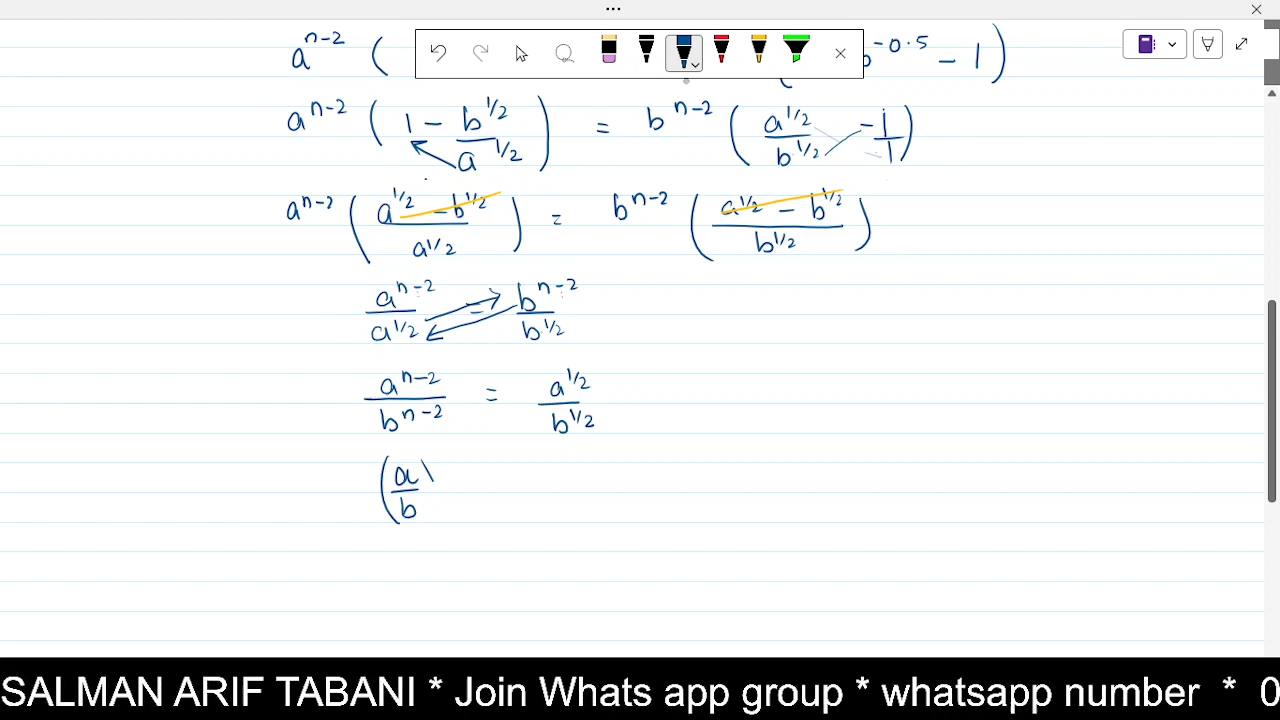 a^{n-2} ( b^{-0.5} - 1 )
a^{n-2} ( 1 - b^{1/2} / a^{1/2} ) = b^{n-2} ( a^{1/2} / b^{1/2} - 1/1 )
a^{n-2} ( a^{1/2} - b^{1/2} / a^{1/2} ) = b^{n-2} ( a^{1/2} - b^{1/2} / b^{1/2} )
a^{n-2} / a^{1/2} = b^{n-2} / b^{1/2}
a^{n-2} / b^{n-2} = a^{1/2} / b^{1/2}
( a / b
SALMAN ARIF TABANI * Join Whats app group * whatsapp number * 0